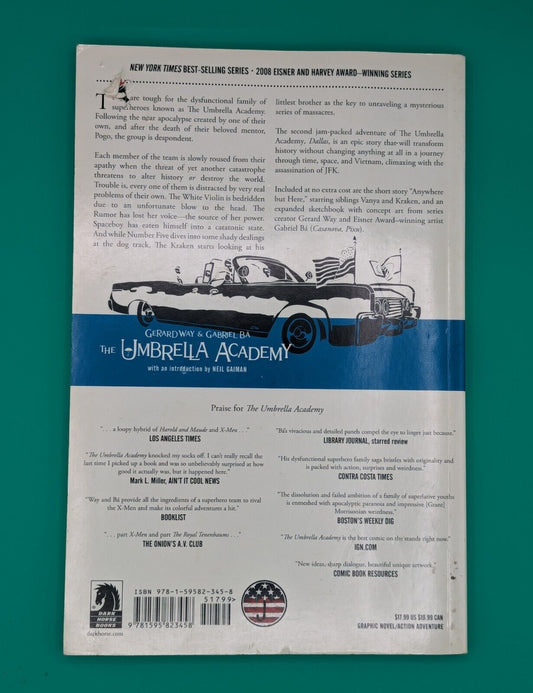 NEW YORK TIMES BEST-SELLING SERIES • 2008 EISNER AND HARVEY AWARD–WINNING SERIES
are tough for the dysfunctional family of
superheroes known as The Umbrella Academy.
Following the near apocalypse created by one of their
own, and after the death of their beloved mentor,
Pogo, the group is despondent.
Each member of the team is slowly roused from their
apathy when the threat of yet another catastrophe
threatens to alter history or destroy the world.
Trouble is, every one of them is distracted by very real
problems of their own. The White Violin is bedridden
due to an unfortunate blow to the head. The
Rumor has lost her voice—the source of her power.
Spaceboy has eaten himself into a catatonic state.
And while Number Five dives into some shady dealings
at the dog track, The Kraken starts looking at his
littlest brother as the key to unraveling a mysterious
series of massacres.
The second jam-packed adventure of The Umbrella
Academy, Dallas, is an epic story that will transform
history without changing anything at all in a journey
through time, space, and Vietnam, climaxing with the
assassination of JFK.
Included at no extra cost are the short story "Anywhere
but Here," starring siblings Vanya and Kraken, and an
expanded sketchbook with concept art from series
creator Gerard Way and Eisner Award–winning artist
Gabriel Bá (Casanova, Pixu).
GERARD WAY & GABRIEL BÁ
THE UMBRELLA ACADEMY
with an introduction by NEIL GAIMAN
Praise for The Umbrella Academy
". . . a loopy hybrid of Harold and Maude and X-Men . . ."
LOS ANGELES TIMES
"The Umbrella Academy knocked my socks off. I can't really recall the
last time I picked up a book and was so unbelievably surprised at how
good it actually was, but it happened here."
Mark L. Miller, AIN'T IT COOL NEWS
"Way and Bá provide all the ingredients of a superhero team to rival
the X-Men and make its colorful adventures a hit."
BOOKLIST
". . . part X-Men and part The Royal Tenenbaums . . ."
THE ONION'S A.V. CLUB
"Bá's vivacious and detailed panels compel the eye to longer just because."
LIBRARY JOURNAL, starred review
"His dysfunctional superhero family saga bristles with originality and
is packed with action, surprises and weirdness."
CONTRA COSTA TIMES
"The dissolution and failed ambition of a family of superlative youths
is enmeshed with apocalyptic paranoia and impressive [Grant]
Morrisonian weirdness."
BOSTON'S WEEKLY DIG
"The Umbrella Academy is the best comic on the stands right now."
IGN.COM
"New ideas, sharp dialogue, beautiful unique artwork."
COMIC BOOK RESOURCES
DARK
HORSE
BOOKS
darkhorse.com
ISBN 978-1-59582-345-8
51799>
9 781595 823458
$17.99 US $19.99 CAN
GRAPHIC NOVEL/ACTION ADVENTURE